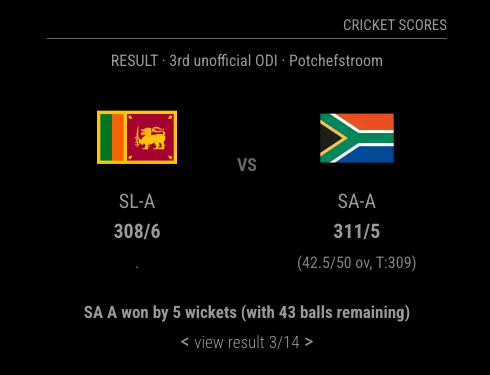 CRICKET SCORES
RESULT · 3rd unofficial ODI · Potchefstroom
VS
SL-A
SA-A
308/6
311/5
.
(42.5/50 ov, T:309)
SA A won by 5 wickets (with 43 balls remaining)
< view result 3/14 >